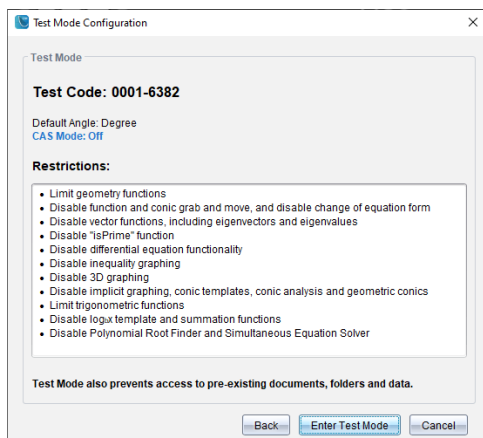 Test Mode Configuration
Test Mode
Test Code: 0001-6382
Default Angle: Degree
CAS Mode: Off
Restrictions:
• Limit geometry functions
• Disable function and conic grab and move, and disable change of equation form
• Disable vector functions, including eigenvectors and eigenvalues
• Disable "isPrime" function
• Disable differential equation functionality
• Disable inequality graphing
• Disable 3D graphing
• Disable implicit graphing, conic templates, conic analysis and geometric conics
• Limit trigonometric functions
• Disable logbx template and summation functions
• Disable Polynomial Root Finder and Simultaneous Equation Solver
Test Mode also prevents access to pre-existing documents, folders and data.
Back Enter Test Mode Cancel